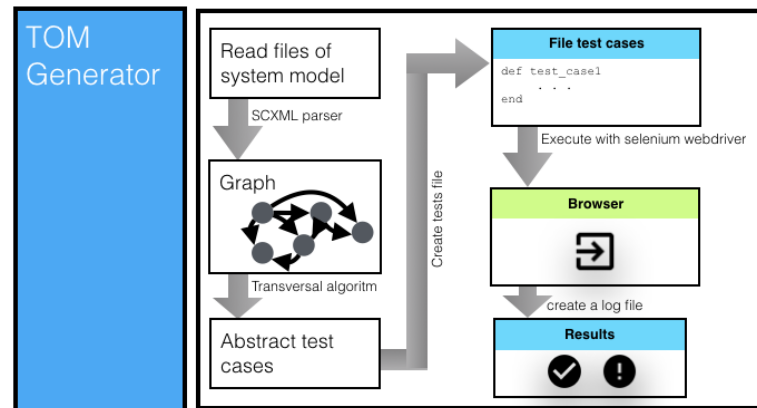 TOM
Generator
Read files of
system model
SCXML parser
Graph
Transversal algoritm
Abstract test
cases
Create tests file
File test cases
def test_case1
. . .
end
Execute with selenium webdriver
Browser
create a log file
Results